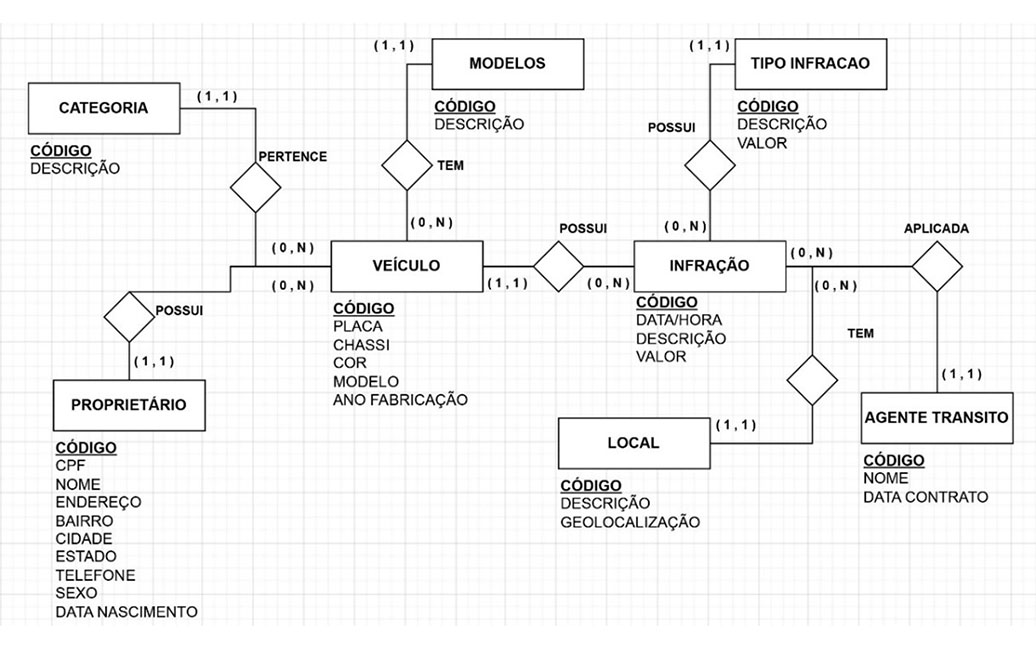 (1,1)
MODELOS
CÓDIGO
DESCRIÇÃO
(1,1)
TIPO INFRACAO
CÓDIGO
DESCRIÇÃO
VALOR
CATEGORIA
(1,1)
CÓDIGO
DESCRIÇÃO
PERTENCE
TEM
POSSUI
(0,N)
(0,N)
(0,N)
(0,N)
VEÍCULO
CÓDIGO
PLACA
CHASSI
COR
MODELO
ANO FABRICAÇÃO
POSSUI
(1,1)
(0,N)
INFRAÇÃO
CÓDIGO
DATA/HORA
DESCRIÇÃO
VALOR
(0,N)
(0,N)
APLICADA
TEM
(1,1)
AGENTE TRANSITO
CÓDIGO
NOME
DATA CONTRATO
POSSUI
(1,1)
PROPRIETÁRIO
CÓDIGO
CPF
NOME
ENDEREÇO
BAIRRO
CIDADE
ESTADO
TELEFONE
SEXO
DATA NASCIMENTO
LOCAL
(1,1)
CÓDIGO
DESCRIÇÃO
GEOLOCALIZAÇÃO